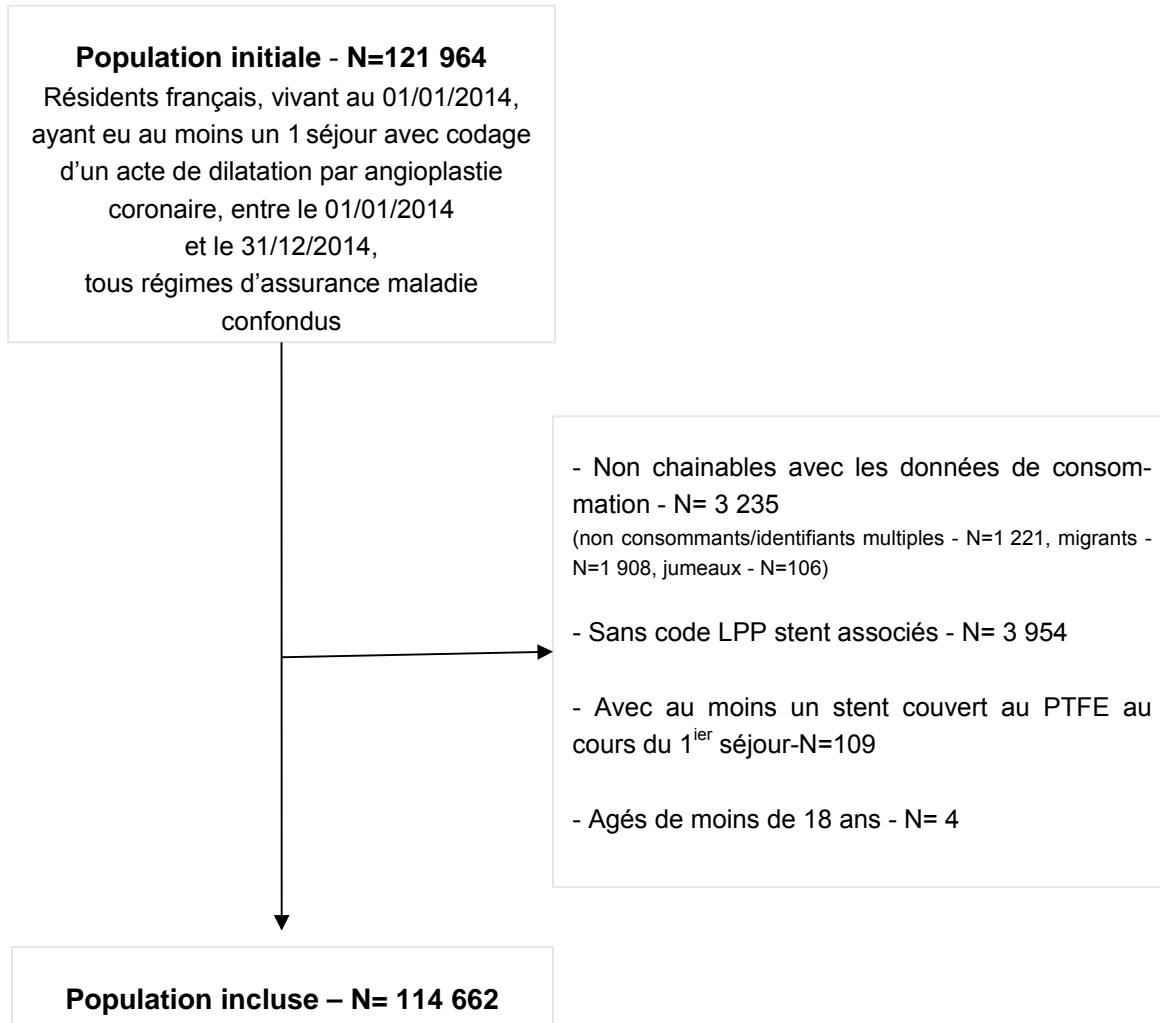 Population initiale - N=121 964
Résidents français, vivant au 01/01/2014,
ayant eu au moins un 1 séjour avec codage
d’un acte de dilatation par angioplastie
coronaire, entre le 01/01/2014
et le 31/12/2014,
tous régimes d’assurance maladie
confondus
- Non chainables avec les données de consom-
mation - N= 3 235
(non consommants/identifiants multiples - N=1 221, migrants -
N=1 908, jumeaux - N=106)
- Sans code LPP stent associés - N= 3 954
- Avec au moins un stent couvert au PTFE au
cours du 1ier séjour-N=109
- Agés de moins de 18 ans - N= 4
Population incluse – N= 114 662